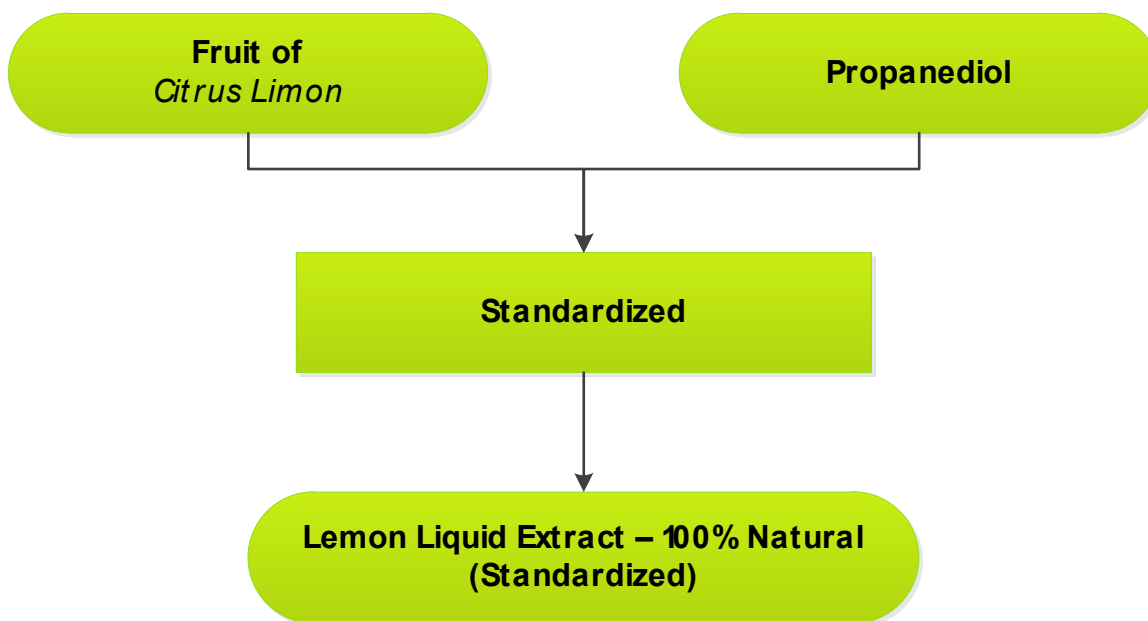 Fruit of
Citrus Limon
Propanediol
Standardized
Lemon Liquid Extract – 100% Natural
(Standardized)